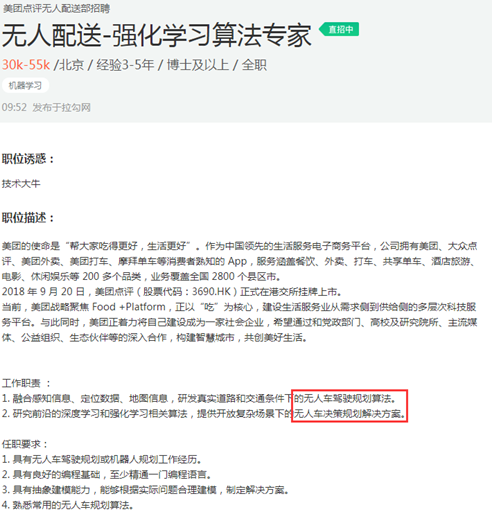 美团点评无人配送部招聘
无人配送-强化学习算法专家 直招中
30k-55k /北京 / 经验3-5年 / 博士及以上 / 全职
机器学习
09:52 发布于拉勾网
职位诱惑：
技术大牛
职位描述：
美团的使命是“帮大家吃得更好，生活更好”。作为中国领先的生活服务电子商务平台，公司拥有美团、大众点
评、美团外卖、美团打车、摩拜单车等消费者熟知的 App，服务涵盖餐饮、外卖、打车、共享单车、酒店旅游、
电影、休闲娱乐等 200 多个品类，业务覆盖全国 2800 个县区市。
2018 年 9 月 20 日，美团点评（股票代码：3690.HK）正式在港交所挂牌上市。
当前，美团战略聚焦 Food +Platform，正以“吃”为核心，建设生活服务业从需求侧到供给侧的多层次科技服
务平台。与此同时，美团正着力将自己建设成为一家社会企业，希望通过和党政部门、高校及研究院所、主流媒
体、公益组织、生态伙伴等的深入合作，构建智慧城市，共创美好生活。
工作职责 ：
1. 融合感知信息、定位数据、地图信息，研发真实道路和交通条件下的无人车驾驶规划算法。
2. 研究前沿的深度学习和强化学习相关算法，提供开放复杂场景下的无人车决策规划解决方案。
任职要求：
1. 具有无人车驾驶规划或机器人规划工作经历。
2. 具有良好的编程基础，至少精通一门编程语言。
3. 具有抽象建模能力，能够根据实际问题合理建模，制定解决方案。
4. 熟悉常用的无人车规划算法。